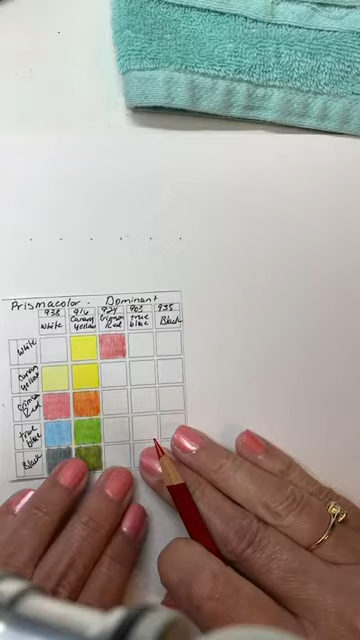 Prismacolor - Dominant
938 916 924 902 935
White Canary Yellow Crimson Red true blue Black
White
Canary Yellow
Crimson Red
true blue
Black